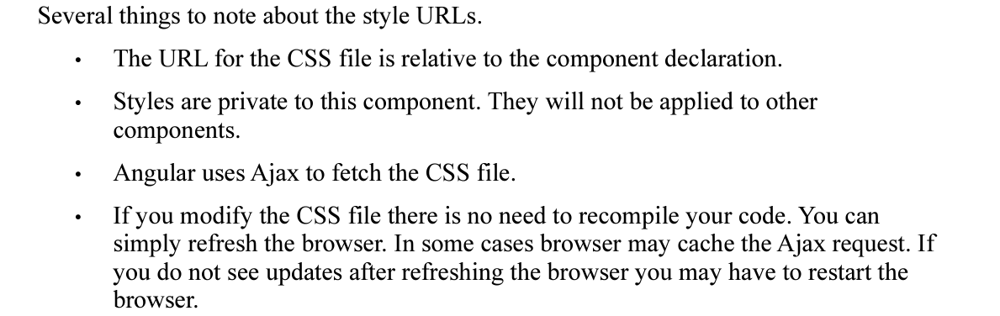 Several things to note about the style URLs.
• The URL for the CSS file is relative to the component declaration.
• Styles are private to this component. They will not be applied to other
components.
• Angular uses Ajax to fetch the CSS file.
• If you modify the CSS file there is no need to recompile your code. You can
simply refresh the browser. In some cases browser may cache the Ajax request. If
you do not see updates after refreshing the browser you may have to restart the
browser.